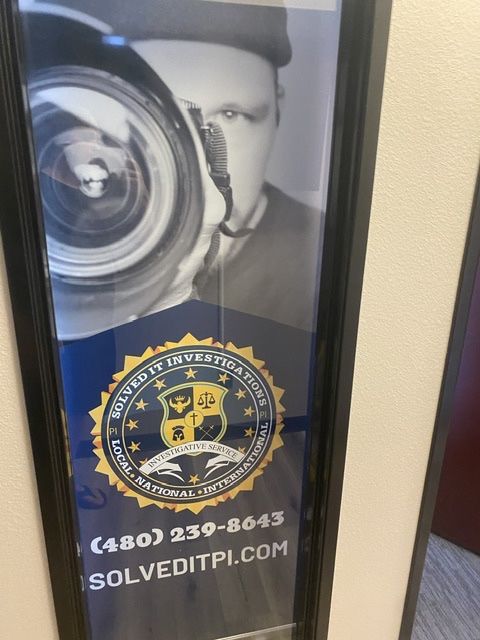 SOLVED IT INVESTIGATIONS
PI PI
INVESTIGATIVE SERVICE
LOCAL • NATIONAL • INTERNATIONAL
(480) 239-8643
SOLVEDITPI.COM